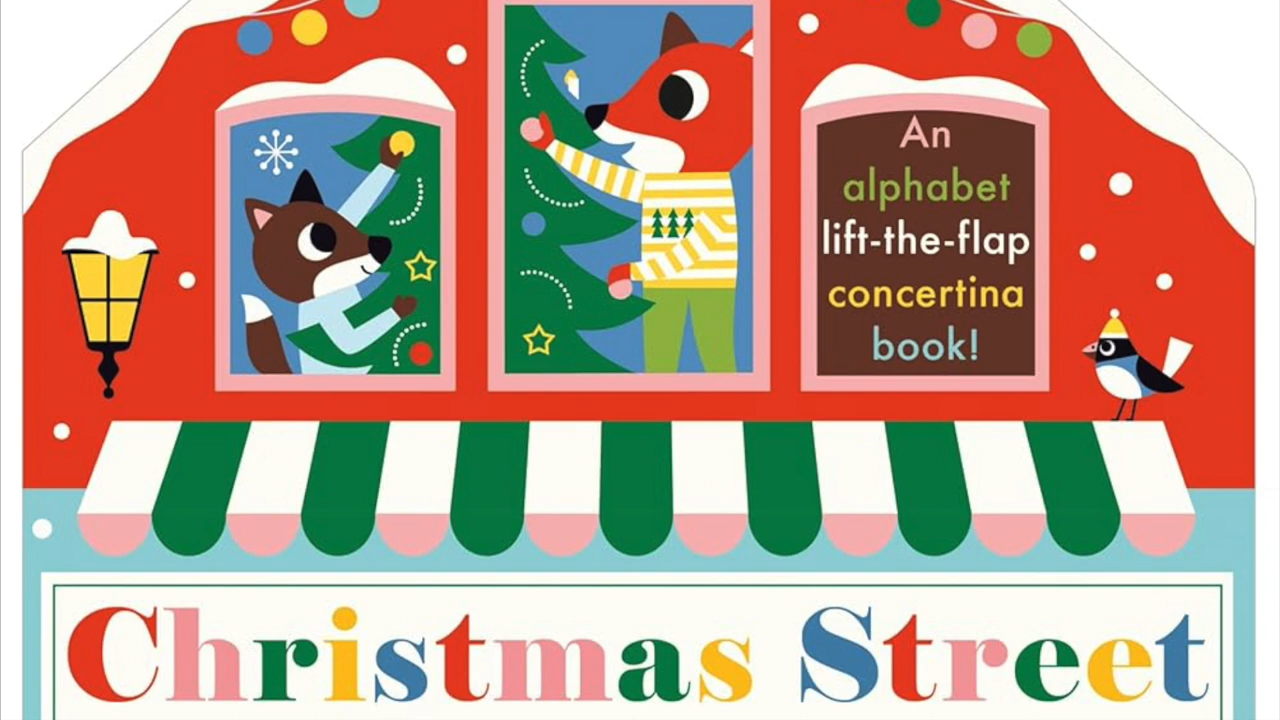 An
alphabet
lift-the-flap
concertina
book!
Christmas Street